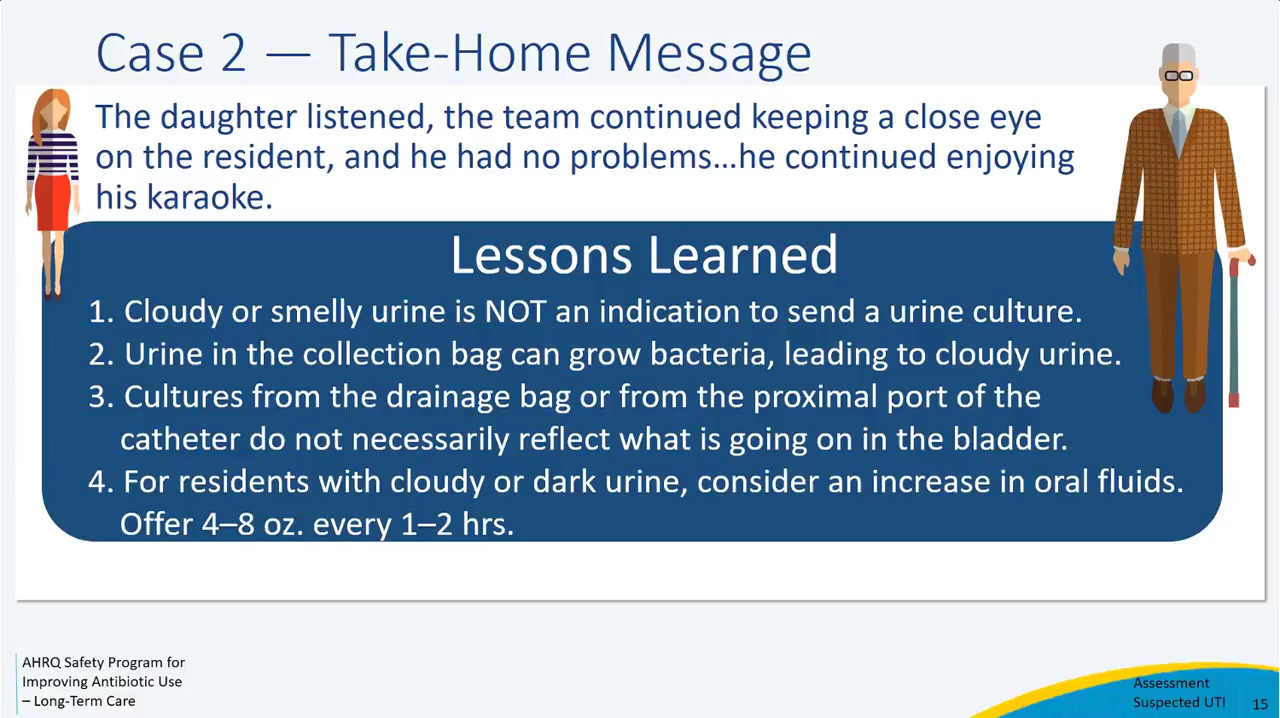 Case 2 — Take-Home Message
The daughter listened, the team continued keeping a close eye
on the resident, and he had no problems...he continued enjoying
his karaoke.
Lessons Learned
1. Cloudy or smelly urine is NOT an indication to send a urine culture.
2. Urine in the collection bag can grow bacteria, leading to cloudy urine.
3. Cultures from the drainage bag or from the proximal port of the
catheter do not necessarily reflect what is going on in the bladder.
4. For residents with cloudy or dark urine, consider an increase in oral fluids.
Offer 4–8 oz. every 1–2 hrs.
AHRQ Safety Program for
Improving Antibiotic Use
– Long-Term Care
Assessment
Suspected UTI
15